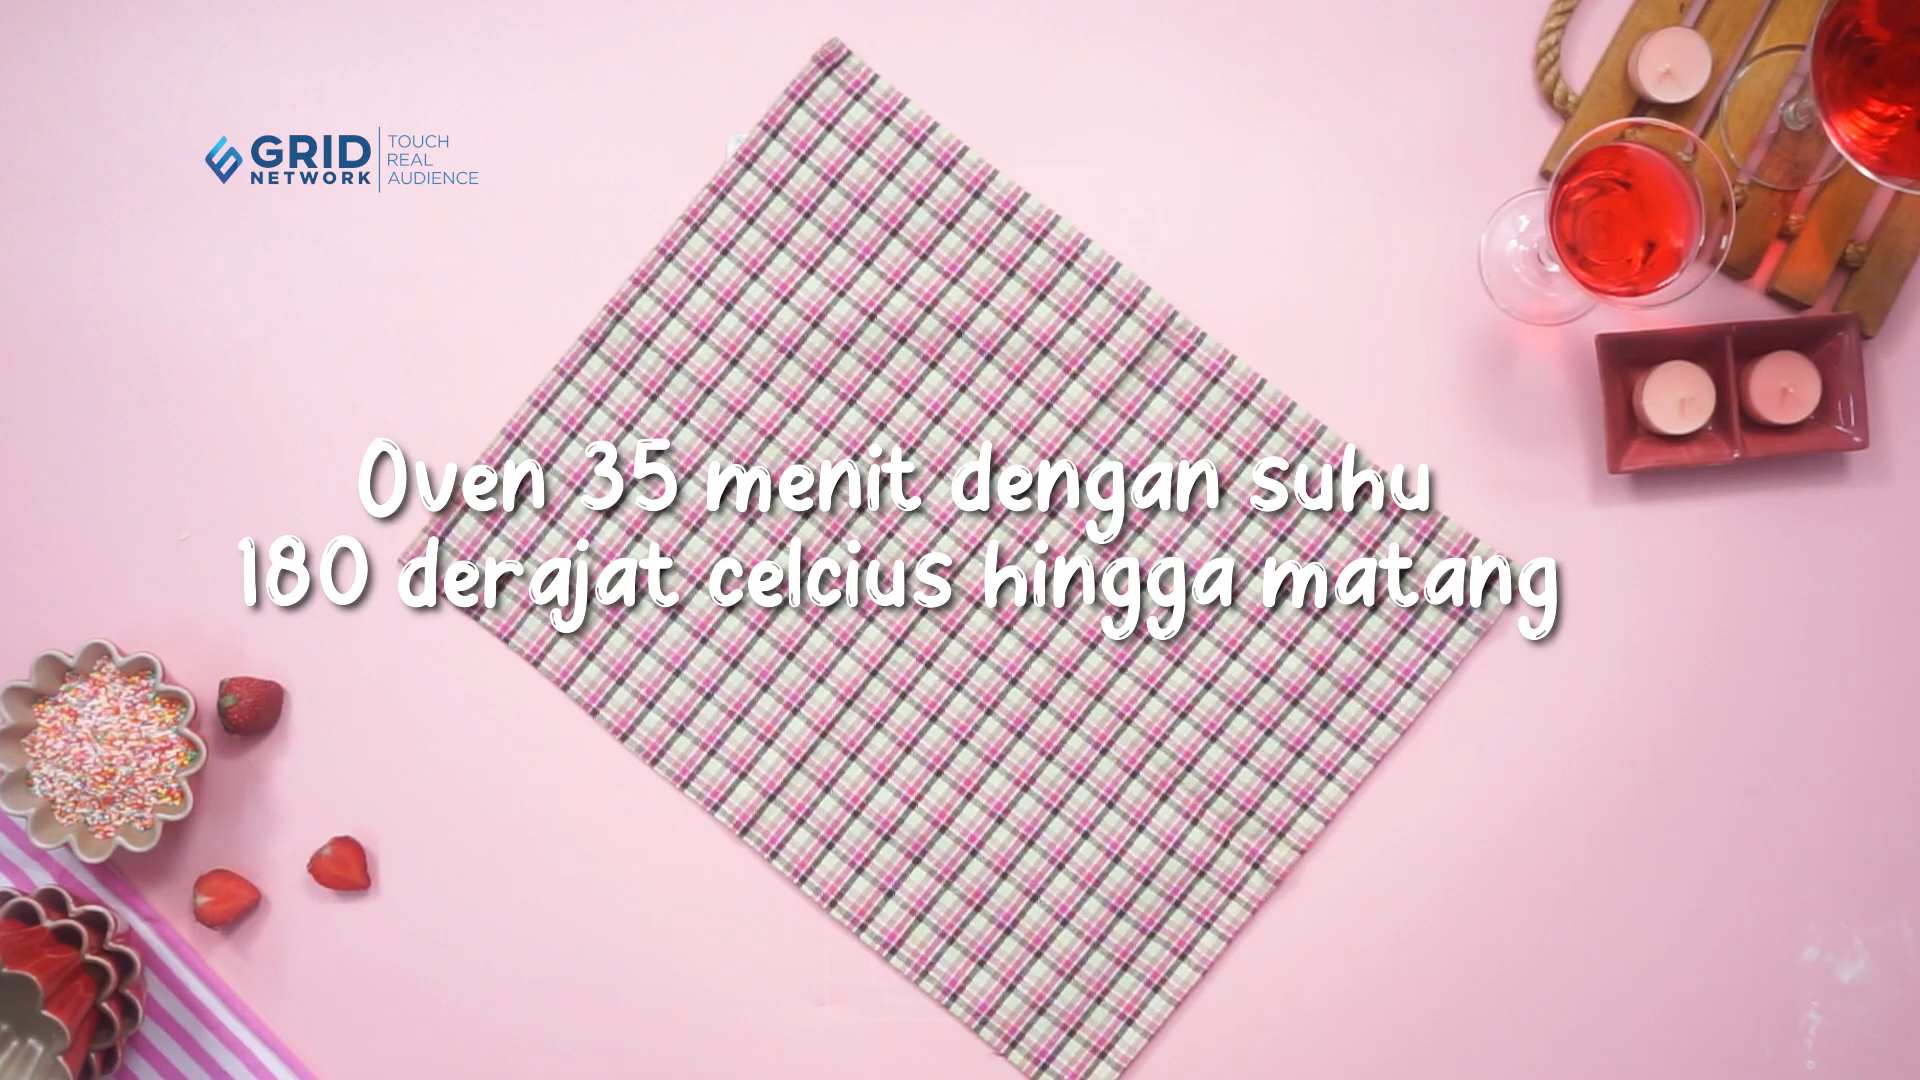 GRID
NETWORK
TOUCH
REAL
AUDIENCE
Oven 35 menit dengan suhu
180 derajat celcius hingga matang